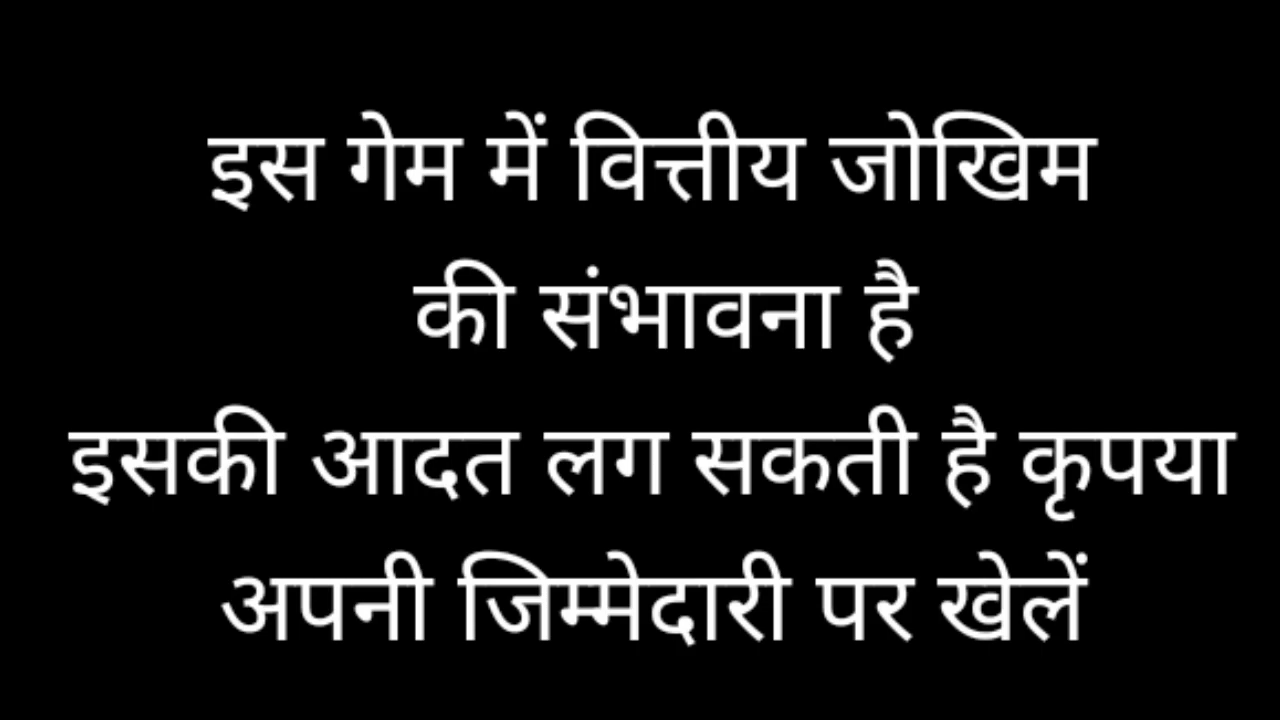 इस गेम में वित्तीय जोखिम
की संभावना है
इसकी आदत लग सकती है कृपया
अपनी जिम्मेदारी पर खेलें